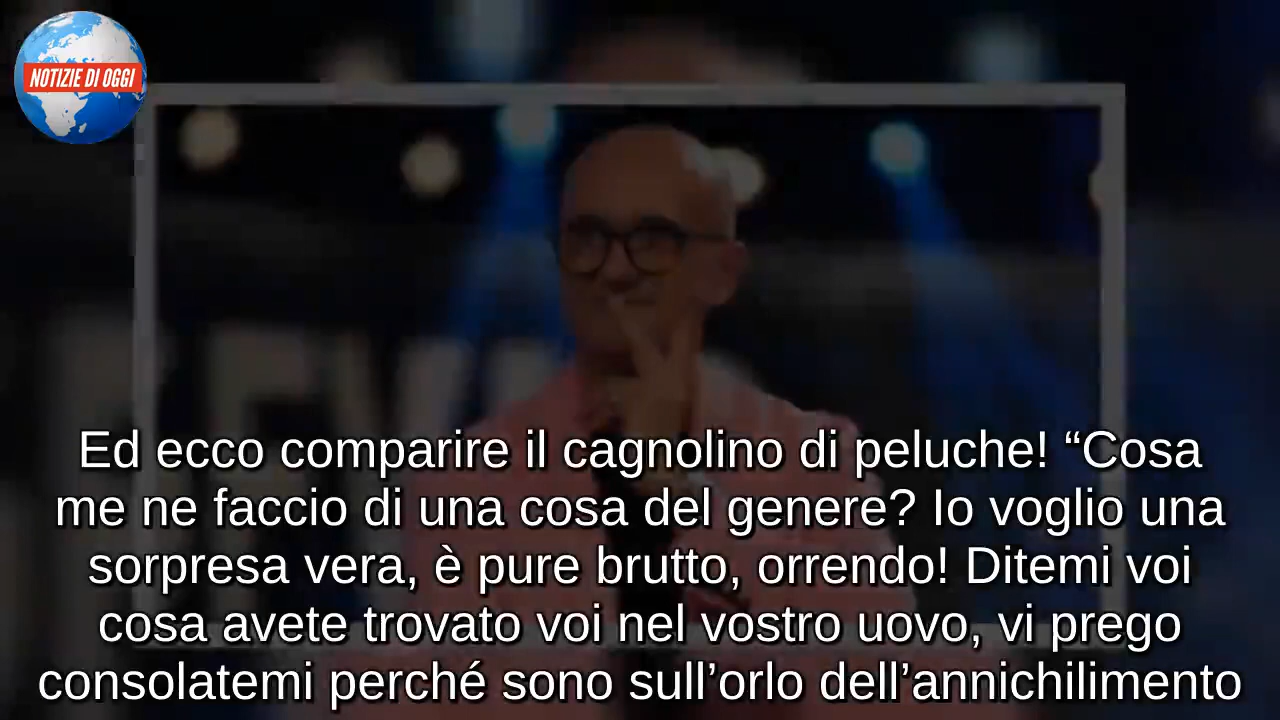 NOTIZIE DI OGGI
Ed ecco comparire il cagnolino di peluche! “Cosa
me ne faccio di una cosa del genere? Io voglio una
sorpresa vera, è pure brutto, orrendo! Ditemi voi
cosa avete trovato voi nel vostro uovo, vi prego
consolatemi perché sono sull’orlo dell’annichilimento